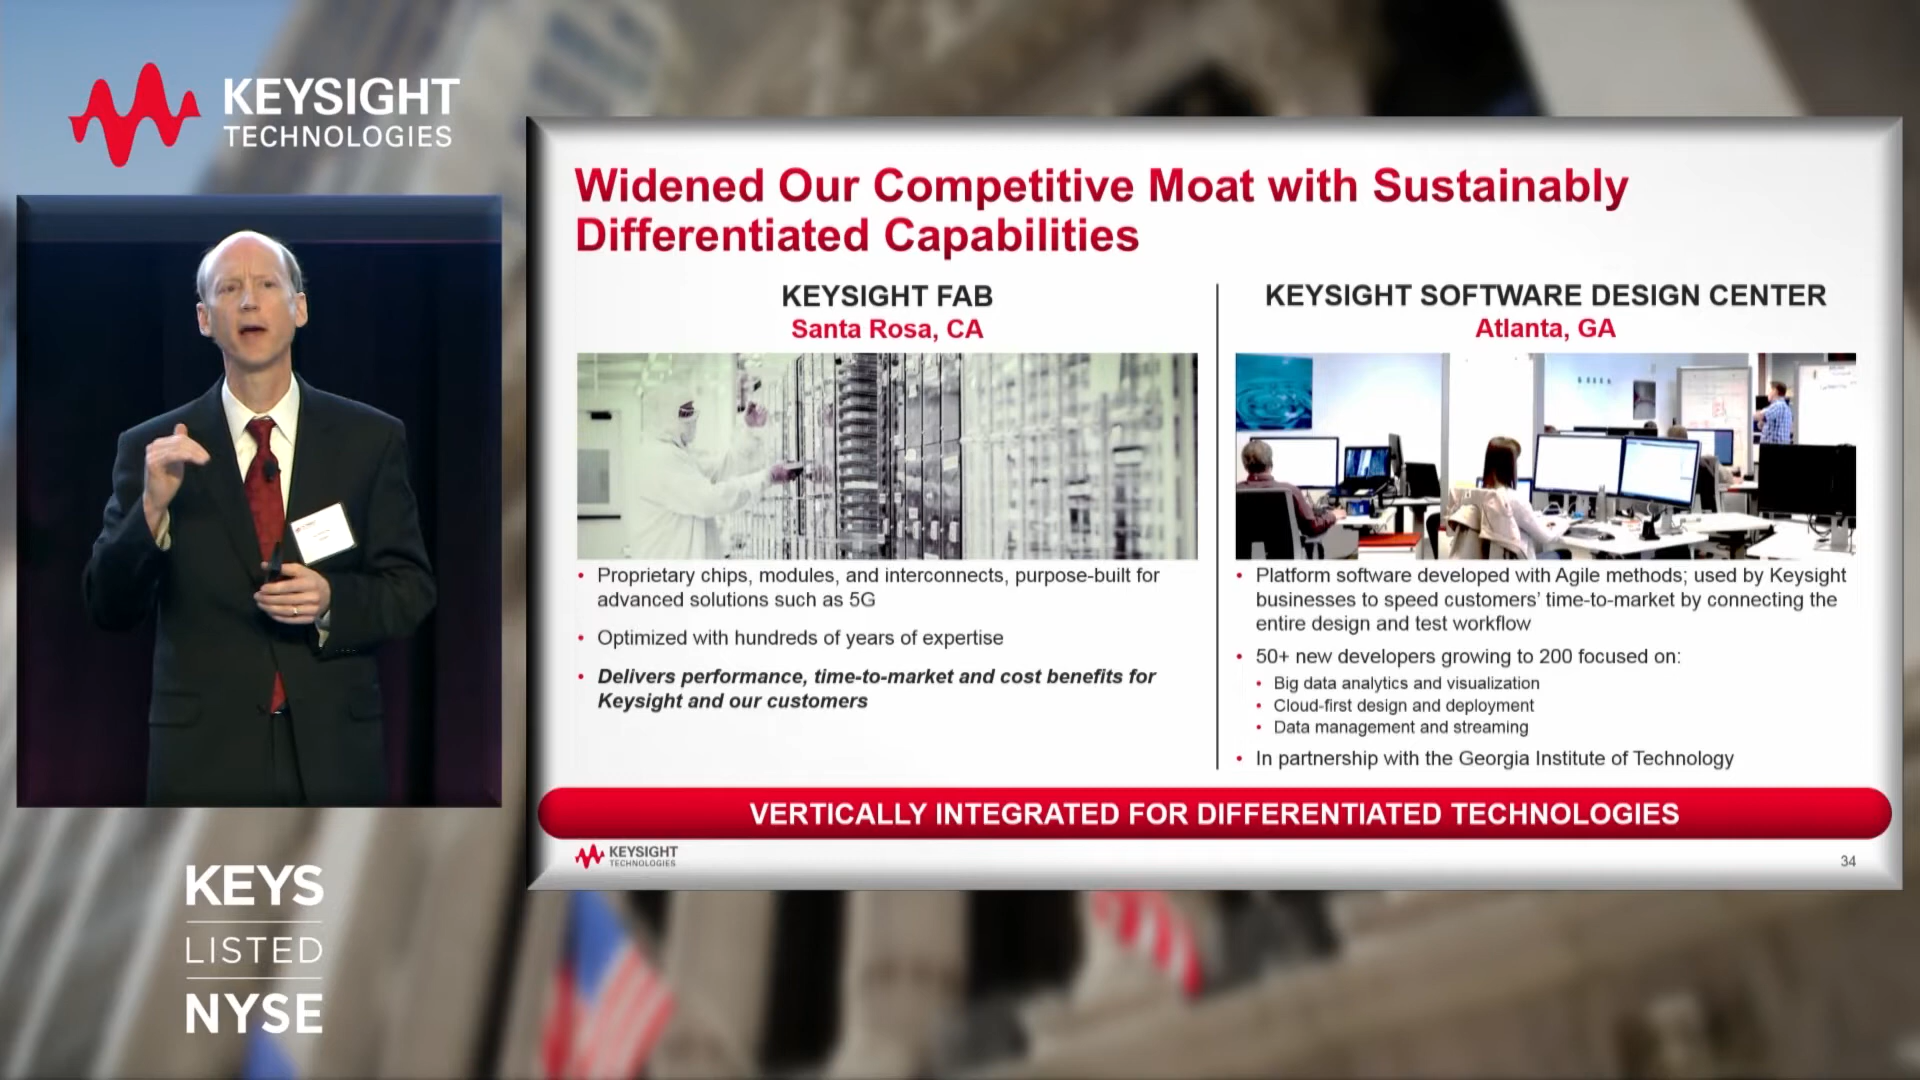 KEYSIGHT
TECHNOLOGIES
Widened Our Competitive Moat with Sustainably
Differentiated Capabilities
KEYSIGHT FAB
Santa Rosa, CA
• Proprietary chips, modules, and interconnects, purpose-built for
advanced solutions such as 5G
• Optimized with hundreds of years of expertise
• Delivers performance, time-to-market and cost benefits for
Keysight and our customers
KEYSIGHT SOFTWARE DESIGN CENTER
Atlanta, GA
• Platform software developed with Agile methods; used by Keysight
businesses to speed customers’ time-to-market by connecting the
entire design and test workflow
• 50+ new developers growing to 200 focused on:
• Big data analytics and visualization
• Cloud-first design and deployment
• Data management and streaming
• In partnership with the Georgia Institute of Technology
VERTICALLY INTEGRATED FOR DIFFERENTIATED TECHNOLOGIES
KEYSIGHT
TECHNOLOGIES
34
KEYS
LISTED
NYSE